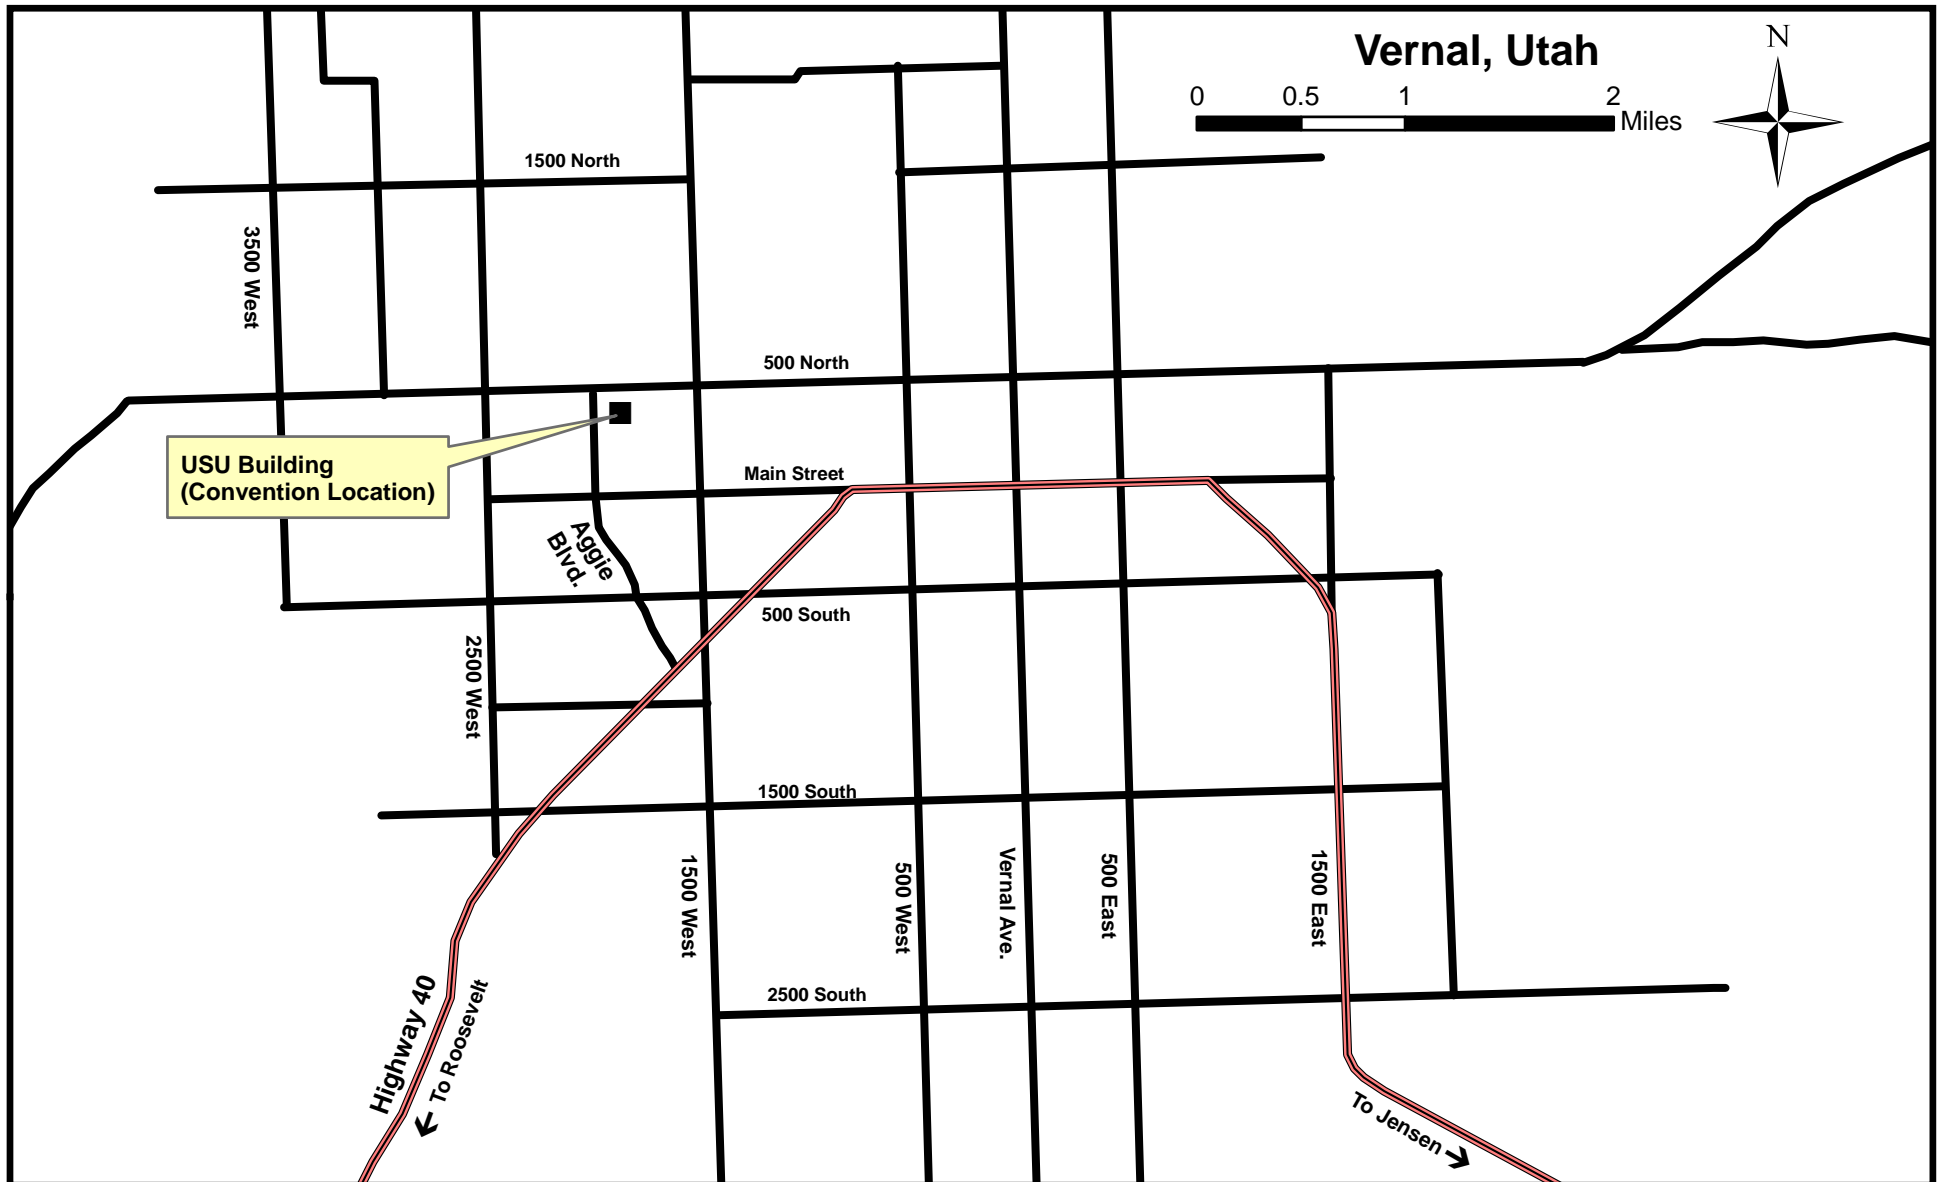 Vernal, Utah
N
0 0.5 1 2
Miles
1500 North
3500 West
500 North
USU Building
(Convention Location)
Main Street
Aggie
Blvd.
500 South
2500 West
1500 South
1500 West
500 West
Vernal Ave.
500 East
1500 East
2500 South
Highway 40
To Roosevelt
To Jensen